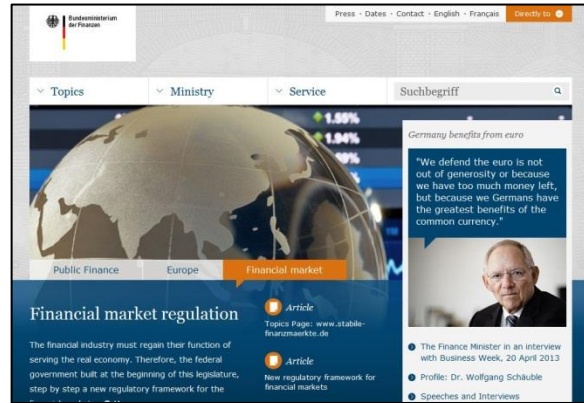 Bundesministerium
der Finanzen
Press · Dates · Contact · English · Français
Directly to
Topics
Ministry
Service
Suchbegriff
1.55%
1.94%
Germany benefits from euro
"We defend the euro is not
out of generosity or because
we have too much money left,
but because we Germans have
the greatest benefits of the
common currency."
Public Finance
Europe
Financial market
Financial market regulation
The financial industry must regain their function of
serving the real economy. Therefore, the federal
government built at the beginning of this legislature,
step by step a new regulatory framework for the
Article
Topics Page: www.stabile-
finanzmaerkte.de
Article
New regulatory framework for
financial markets
The Finance Minister in an interview
with Business Week, 20 April 2013
Profile: Dr. Wolfgang Schäuble
Speeches and Interviews